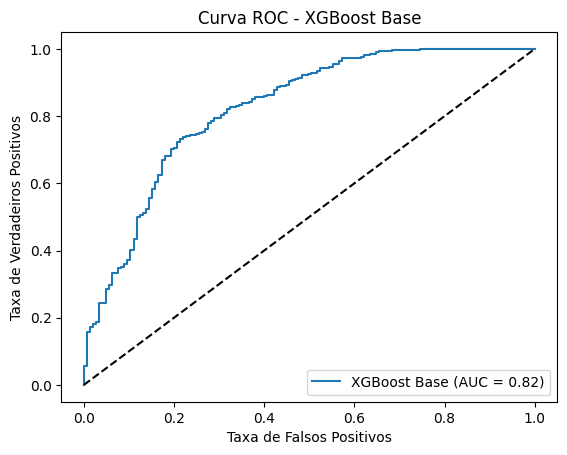 Curva ROC - XGBoost Base
Taxa de Verdadeiros Positivos
1.0
0.8
0.6
0.4
0.2
0.0
0.0 0.2 0.4 0.6 0.8 1.0
Taxa de Falsos Positivos
XGBoost Base (AUC = 0.82)